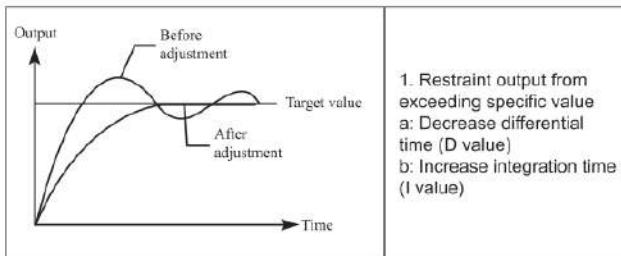 Output
Before
adjustment
Target value
After
adjustment
Time
1. Restraint output from
exceeding specific value
a: Decrease differential
time (D value)
b: Increase integration time
(I value)